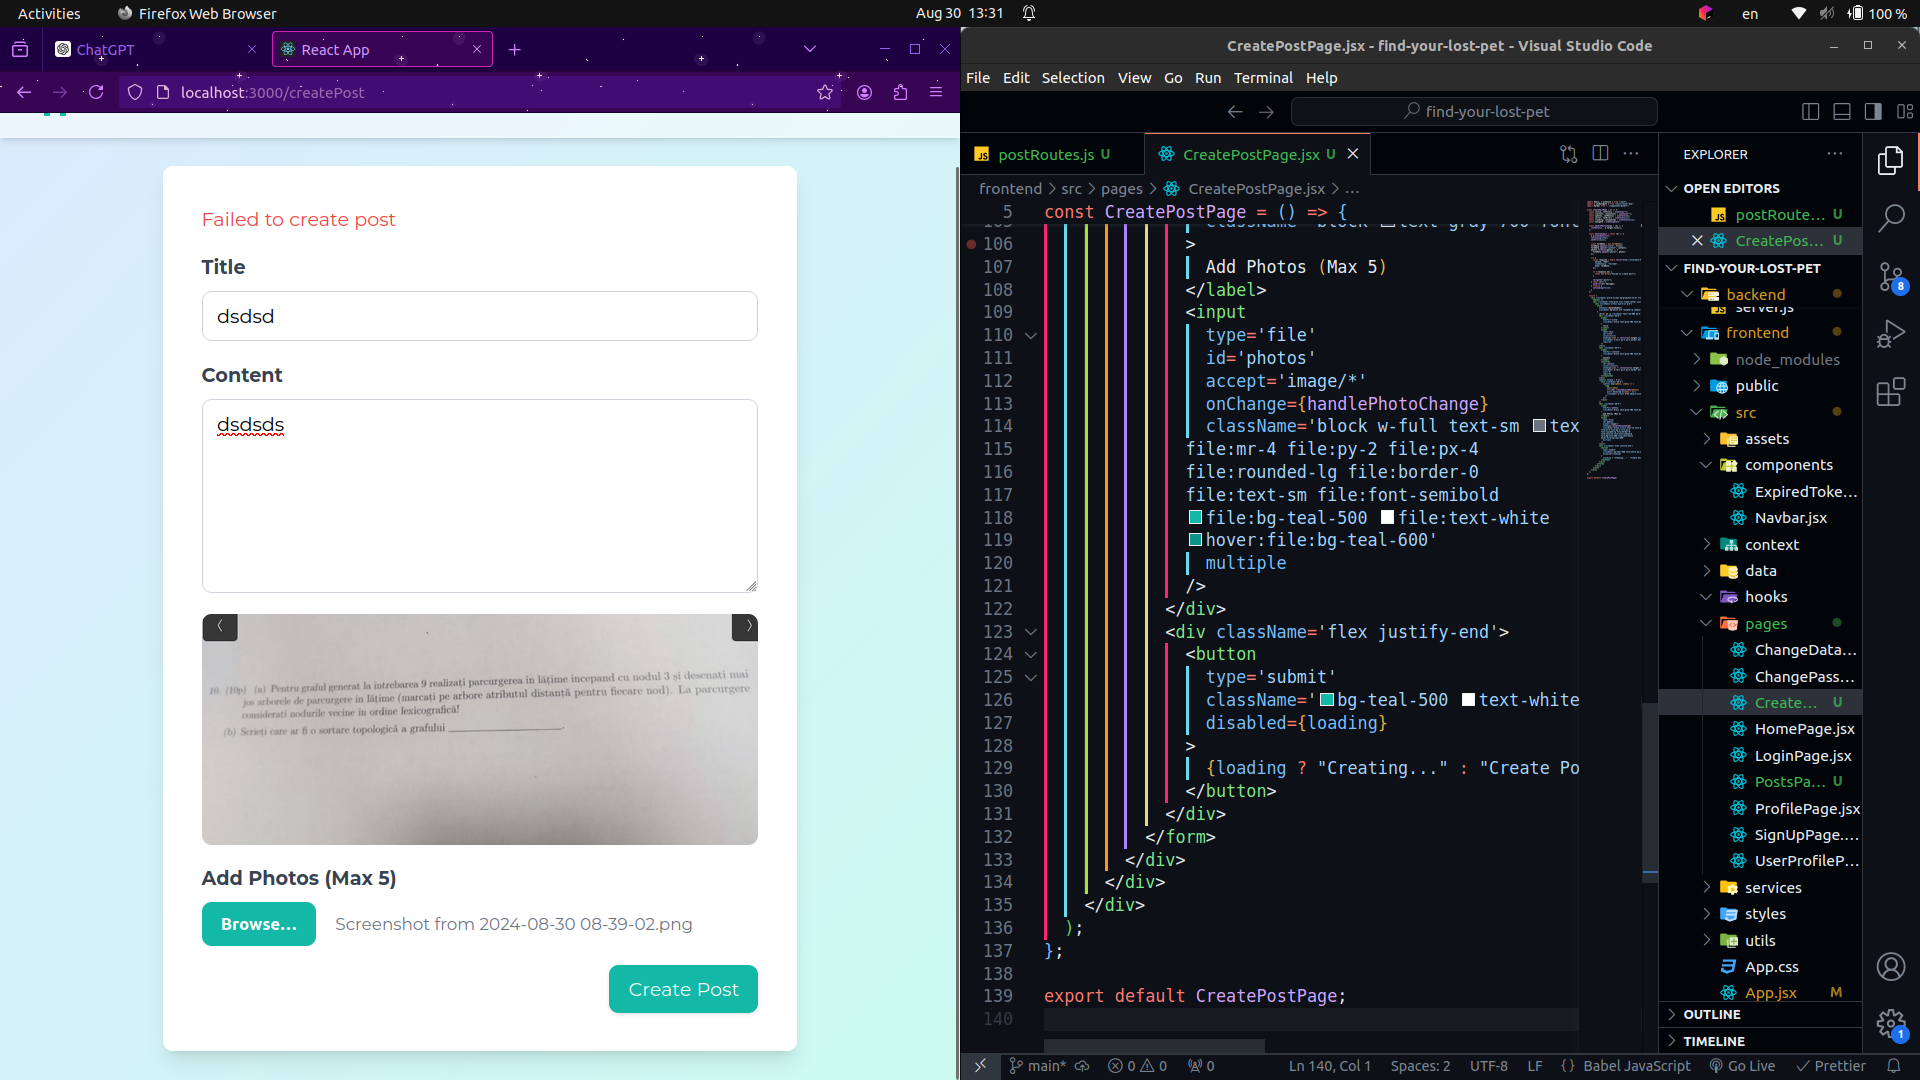 Activities
Firefox Web Browser
Aug 30 13:31
en
100 %
ChatGPT
React App
localhost:3000/createPost
Failed to create post
Title
dsdsd
Content
dsdsds
10. (10p) (a) Pentru graful generat la intrebarea 9 realizați parcurgerea in lățime incepand cu nodul 3 si desenați mai
jos arborele de parcurgere in lățime (marcați pe arbore atributul distanță pentru fiecare nod). La parcurgere
considerati nodurile vecine in ordine lexicografică!
(b) Scrieți care ar fi o sortare topologică a grafului
Add Photos (Max 5)
Browse...
Screenshot from 2024-08-30 08-39-02.png
Create Post
CreatePostPage.jsx - find-your-lost-pet - Visual Studio Code
File Edit Selection View Go Run Terminal Help
find-your-lost-pet
postRoutes.js U
CreatePostPage.jsx U
frontend > src > pages > CreatePostPage.jsx > ...
5 const CreatePostPage = () => {
106 >
107 Add Photos (Max 5)
108 </label>
109 <input
110 type='file'
111 id='photos'
112 accept='image/*'
113 onChange={handlePhotoChange}
114 className='block w-full text-sm tex
115 file:mr-4 file:py-2 file:px-4
116 file:rounded-lg file:border-0
117 file:text-sm file:font-semibold
118 file:bg-teal-500 file:text-white
119 hover:file:bg-teal-600'
120 multiple
121 />
122 </div>
123 <div className='flex justify-end'>
124 <button
125 type='submit'
126 className='bg-teal-500 text-white
127 disabled={loading}
128 >
129 {loading ? "Creating..." : "Create Po
130 </button>
131 </div>
132 </form>
133 </div>
134 </div>
135 </div>
136 );
137 };
138
139 export default CreatePostPage;
140
EXPLORER
OPEN EDITORS
postRoute... U
CreatePos... U
FIND-YOUR-LOST-PET
backend
server.js
frontend
node_modules
public
src
assets
components
ExpiredToke...
Navbar.jsx
context
data
hooks
pages
ChangeData...
ChangePass...
Create... U
HomePage.jsx
LoginPage.jsx
PostsPa... U
ProfilePage.jsx
SignUpPage....
UserProfileP...
services
styles
utils
App.css
App.jsx M
OUTLINE
TIMELINE
8
1
main* 0 0 0
Ln 140, Col 1 Spaces: 2 UTF-8 LF {} Babel JavaScript Go Live Prettier